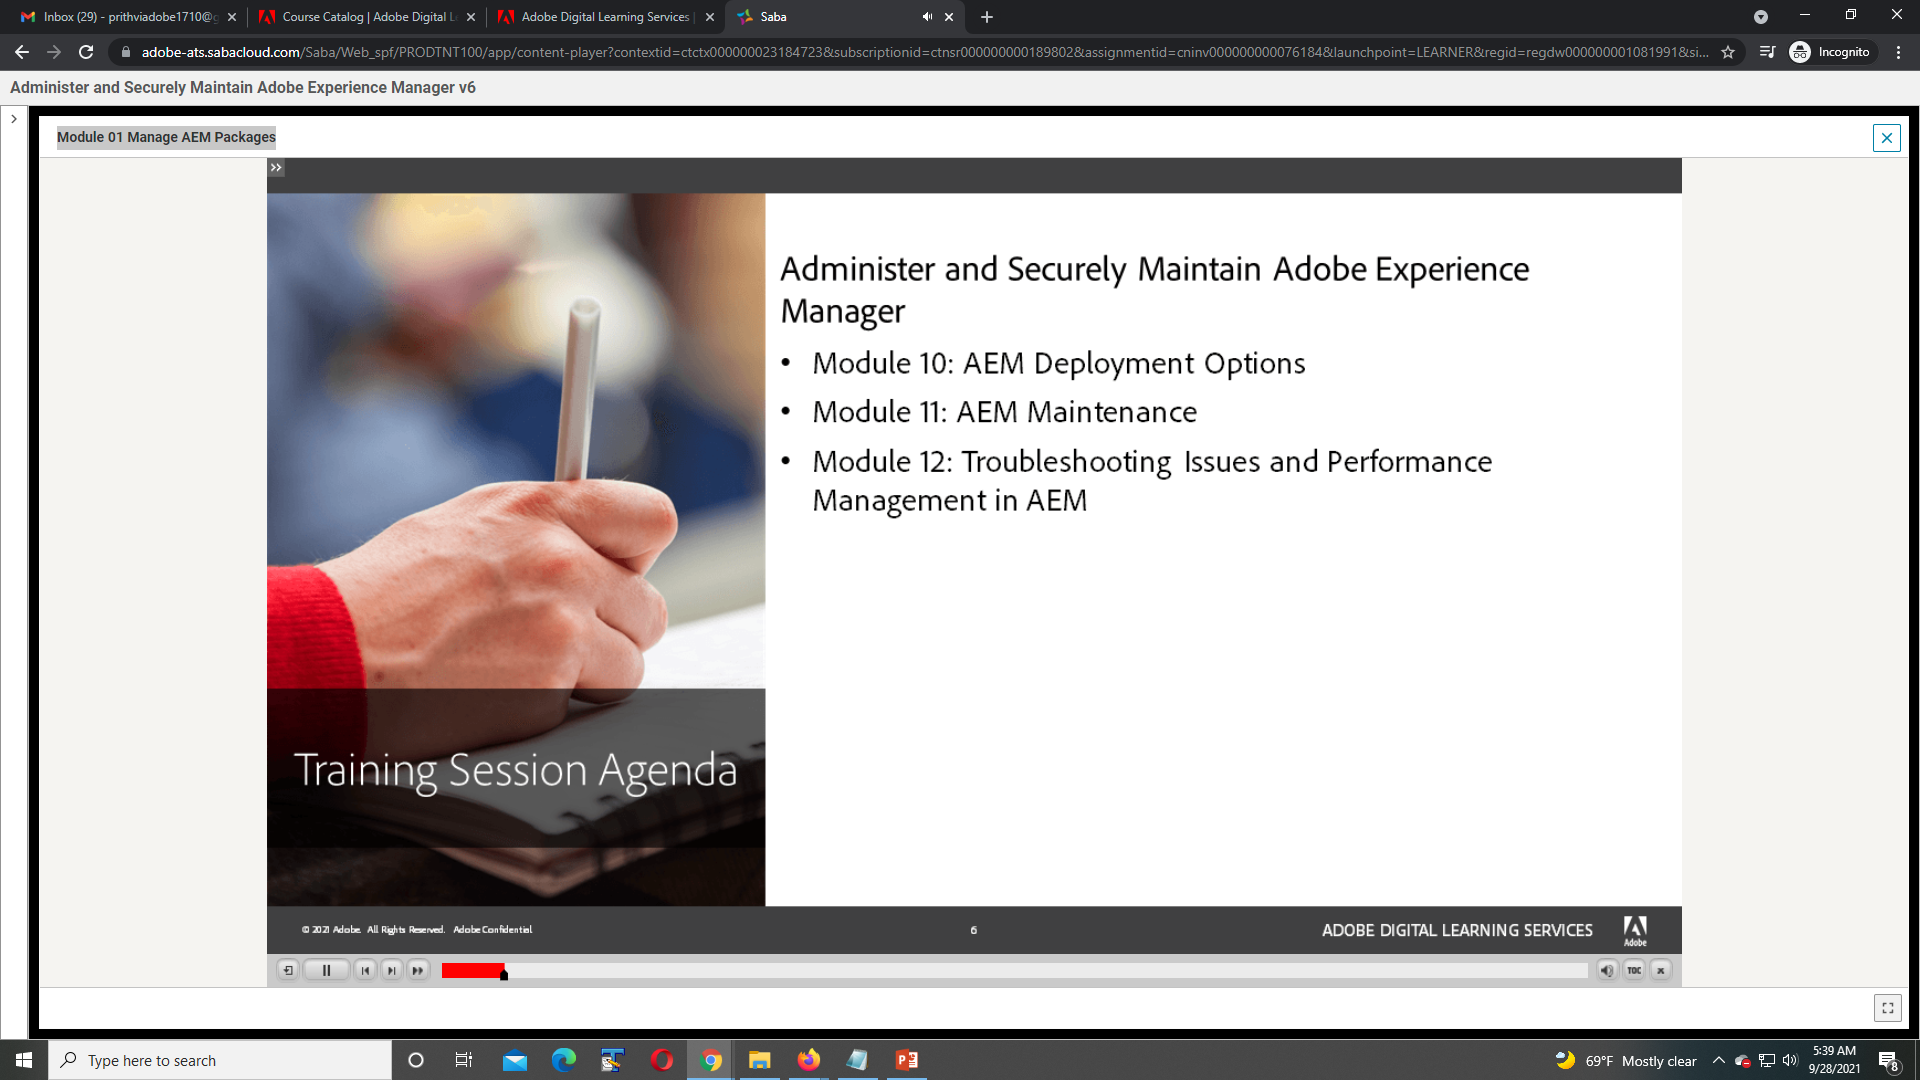 Inbox (29) - prithviadobe1710@g
Course Catalog | Adobe Digital L
Adobe Digital Learning Services |
Saba
adobe-ats.sabacloud.com/Saba/Web_spf/PRODTNT100/app/content-player?contextid=ctctx000000023184723&subscriptionid=ctnsr0000000000189802&assignmentid=cninv000000000076184&launchpoint=LEARNER&regid=regdw000000001081991&si...
Incognito
Administer and Securely Maintain Adobe Experience Manager v6
Module 01 Manage AEM Packages
Administer and Securely Maintain Adobe Experience
Manager
• Module 10: AEM Deployment Options
• Module 11: AEM Maintenance
• Module 12: Troubleshooting Issues and Performance
Management in AEM
Training Session Agenda
© 2021 Adobe. All Rights Reserved. Adobe Confidential
6
ADOBE DIGITAL LEARNING SERVICES
Adobe
TOC
Type here to search
69°F Mostly clear
5:39 AM
9/28/2021
8